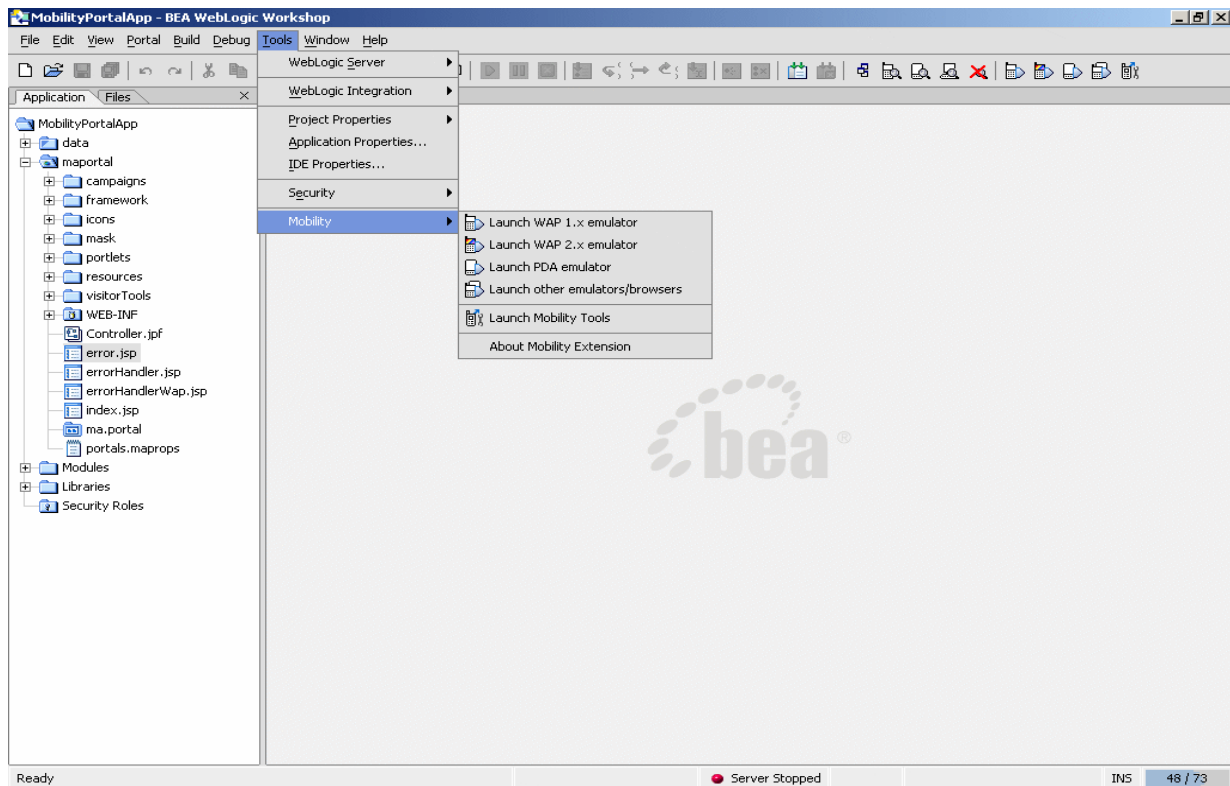 MobilityPortalApp - BEA WebLogic Workshop
File Edit View Portal Build Debug Tools Window Help
Application Files
MobilityPortalApp
data
maportal
campaigns
framework
icons
mask
portlets
resources
visitorTools
WEB-INF
Controller.jpf
error.jsp
errorHandler.jsp
errorHandlerWap.jsp
index.jsp
ma.portal
portals.maprops
Modules
Libraries
Security Roles
WebLogic Server
WebLogic Integration
Project Properties
Application Properties...
IDE Properties...
Security
Mobility
Launch WAP 1.x emulator
Launch WAP 2.x emulator
Launch PDA emulator
Launch other emulators/browsers
Launch Mobility Tools
About Mobility Extension
bea®
Ready Server Stopped INS 48 / 73